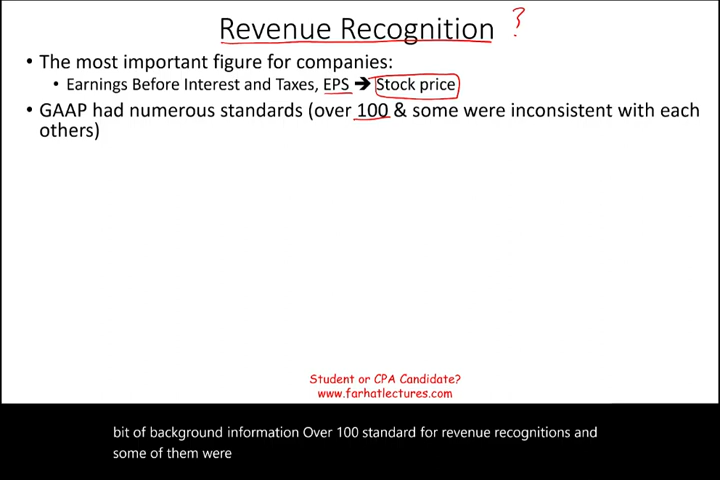 Revenue Recognition ?
• The most important figure for companies:
• Earnings Before Interest and Taxes, EPS ➔ Stock price
• GAAP had numerous standards (over 100 & some were inconsistent with each
others)
Student or CPA Candidate?
www.farhatlectures.com
bit of background information Over 100 standard for revenue recognitions and
some of them were